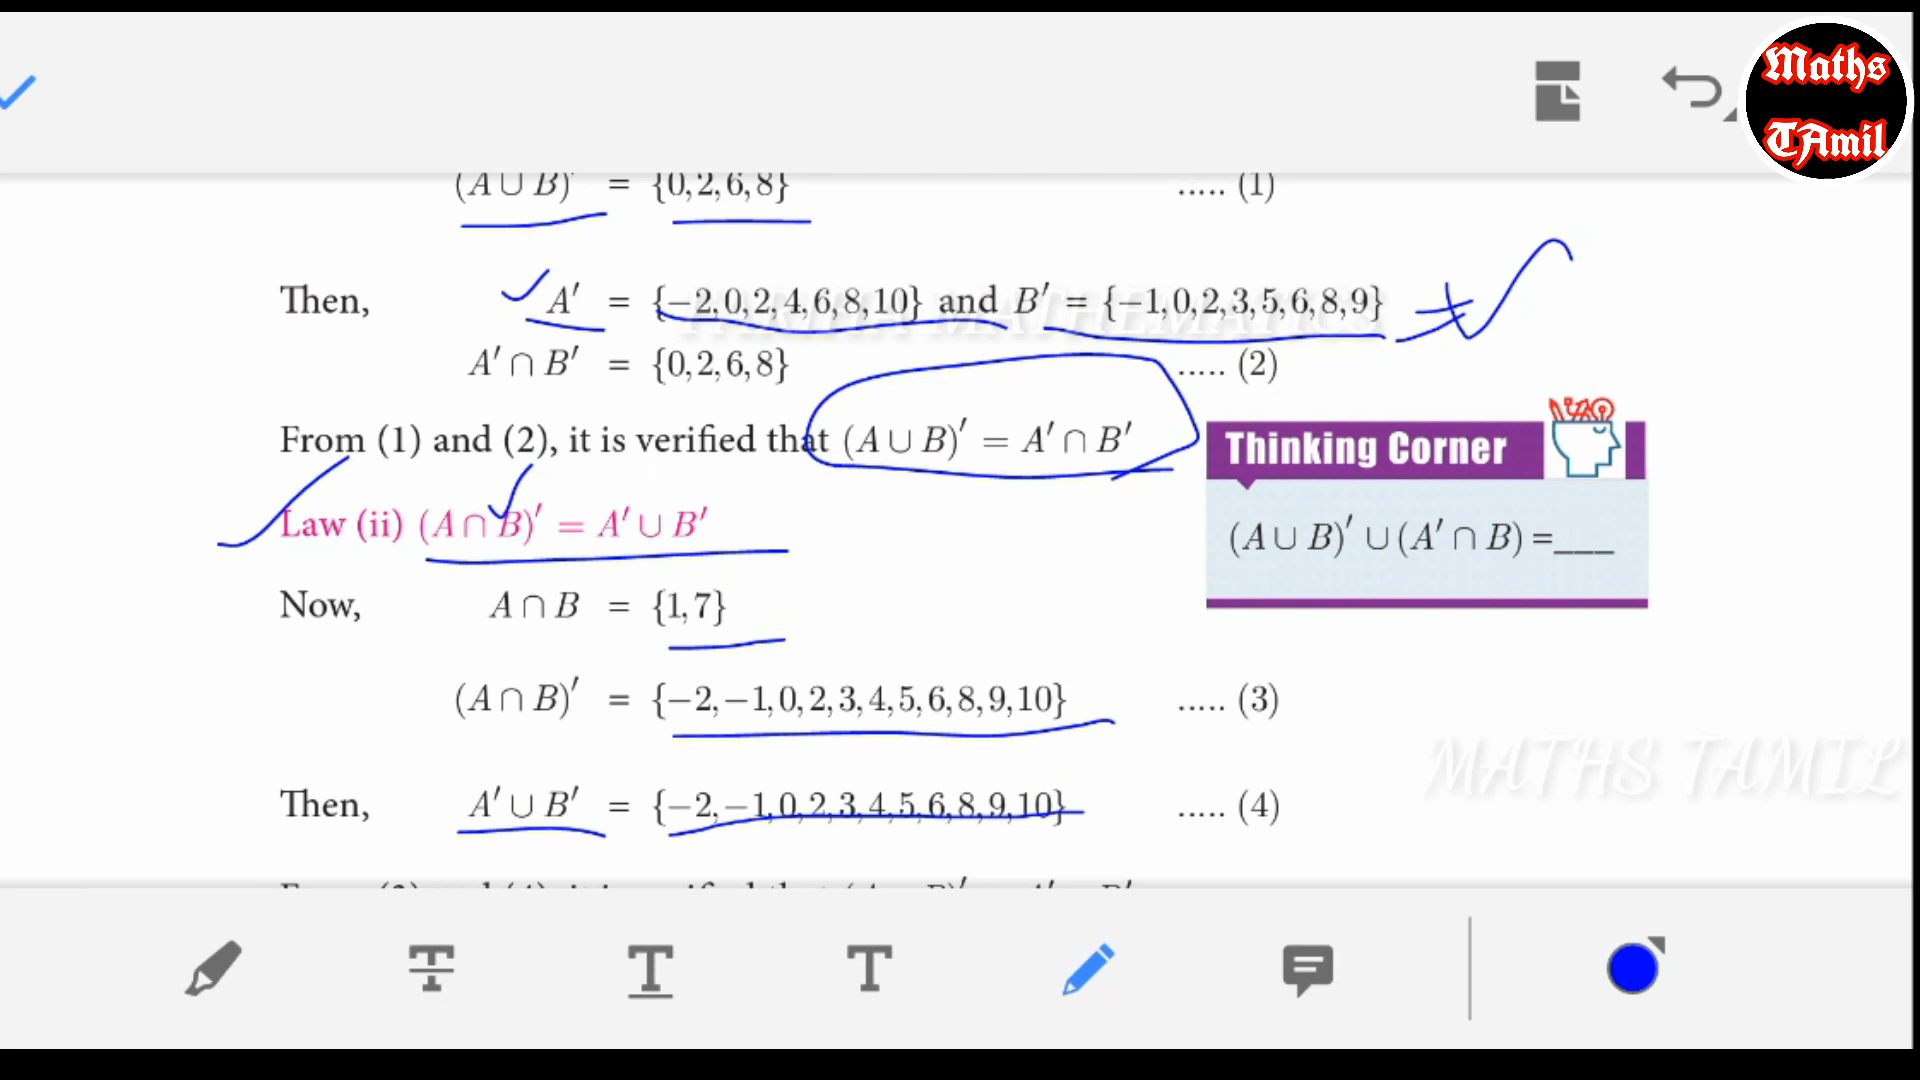 Maths
TAmil
(A ∪ B)′ = {0,2,6,8} ..... (1)
Then, A′ = {−2,0,2,4,6,8,10} and B′ = {−1,0,2,3,5,6,8,9}
MATHEMATICS
A′ ∩ B′ = {0,2,6,8} ..... (2)
From (1) and (2), it is verified that (A ∪ B)′ = A′ ∩ B′
Thinking Corner
(A ∪ B)′ ∪ (A′ ∩ B) =___
Law (ii) (A ∩ B)′ = A′ ∪ B′
Now, A ∩ B = {1,7}
(A ∩ B)′ = {−2,−1,0,2,3,4,5,6,8,9,10} ..... (3)
MATHS TAMIL
Then, A′ ∪ B′ = {−2,−1,0,2,3,4,5,6,8,9,10} ..... (4)